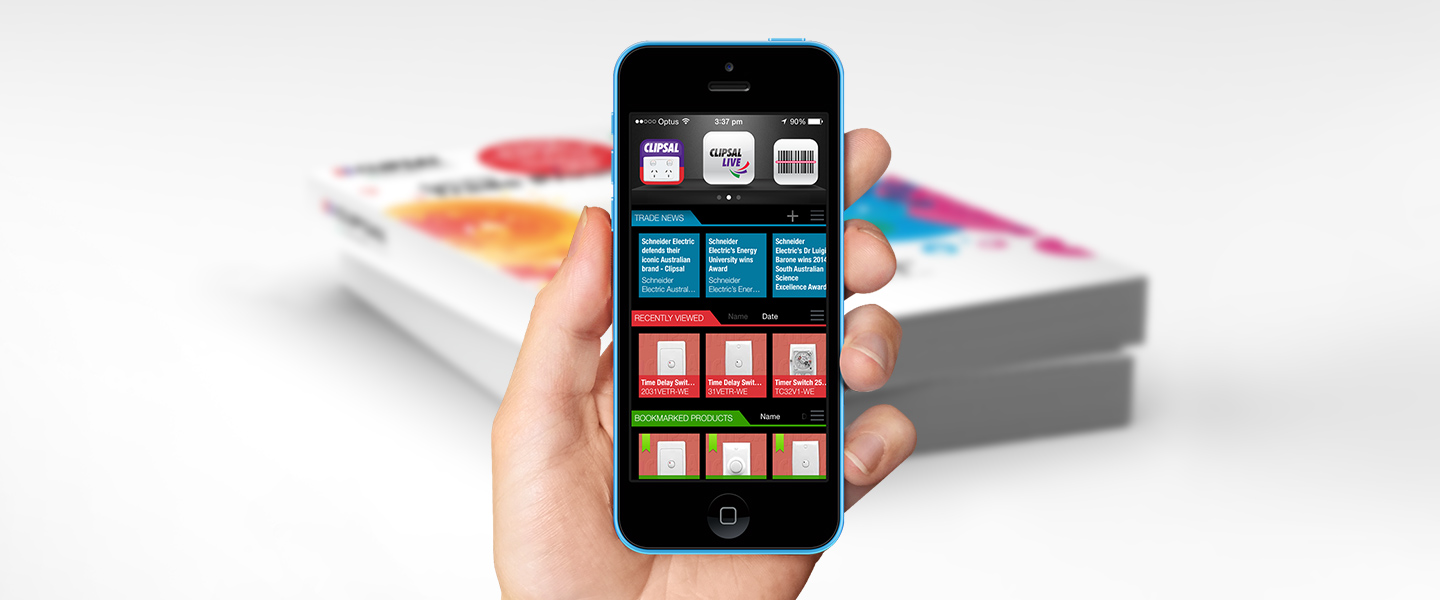 Optus
3:37 pm
90%
CLIPSAL
CLIPSAL
LIVE
TRADE NEWS
Schneider Electric
defends their
iconic Australian
brand - Clipsal
Schneider
Electric Austral...
Schneider
Electric's Energy
University wins
Award
Schneider
Electric's Ener...
Schneider
Electric's Dr Luigi
Barone wins 2014
South Australian
Science
Excellence Award
RECENTLY VIEWED
Name
Date
Time Delay Swit...
2031VETR-WE
Time Delay Swit...
31VETR-WE
Timer Switch 25...
TC32V1-WE
BOOKMARKED PRODUCTS
Name
CLIPSAL